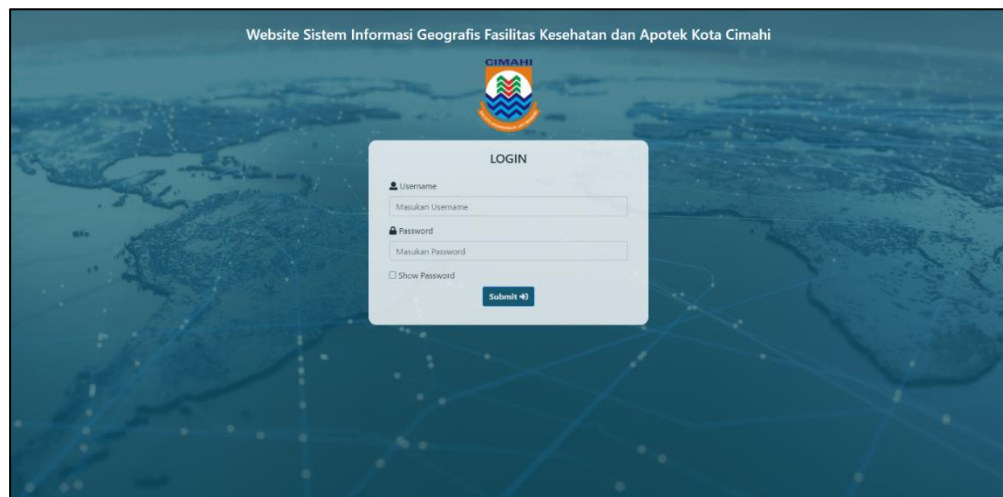 Website Sistem Informasi Geografis Fasilitas Kesehatan dan Apotek Kota Cimahi
CIMAHI
LOGIN
Username
Masukan Username
Password
Masukan Password
Show Password
Submit